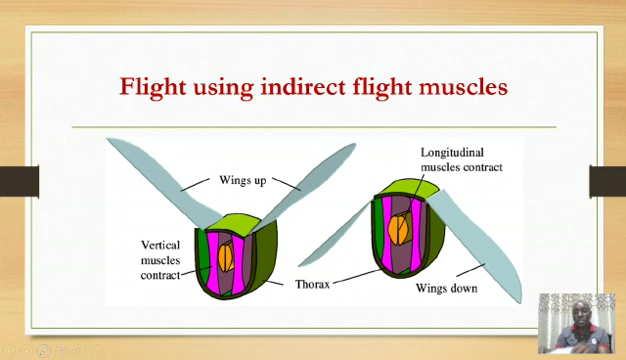 Flight using indirect flight muscles
Longitudinal
muscles contract
Wings up
Vertical
muscles
contract
Thorax
Wings down